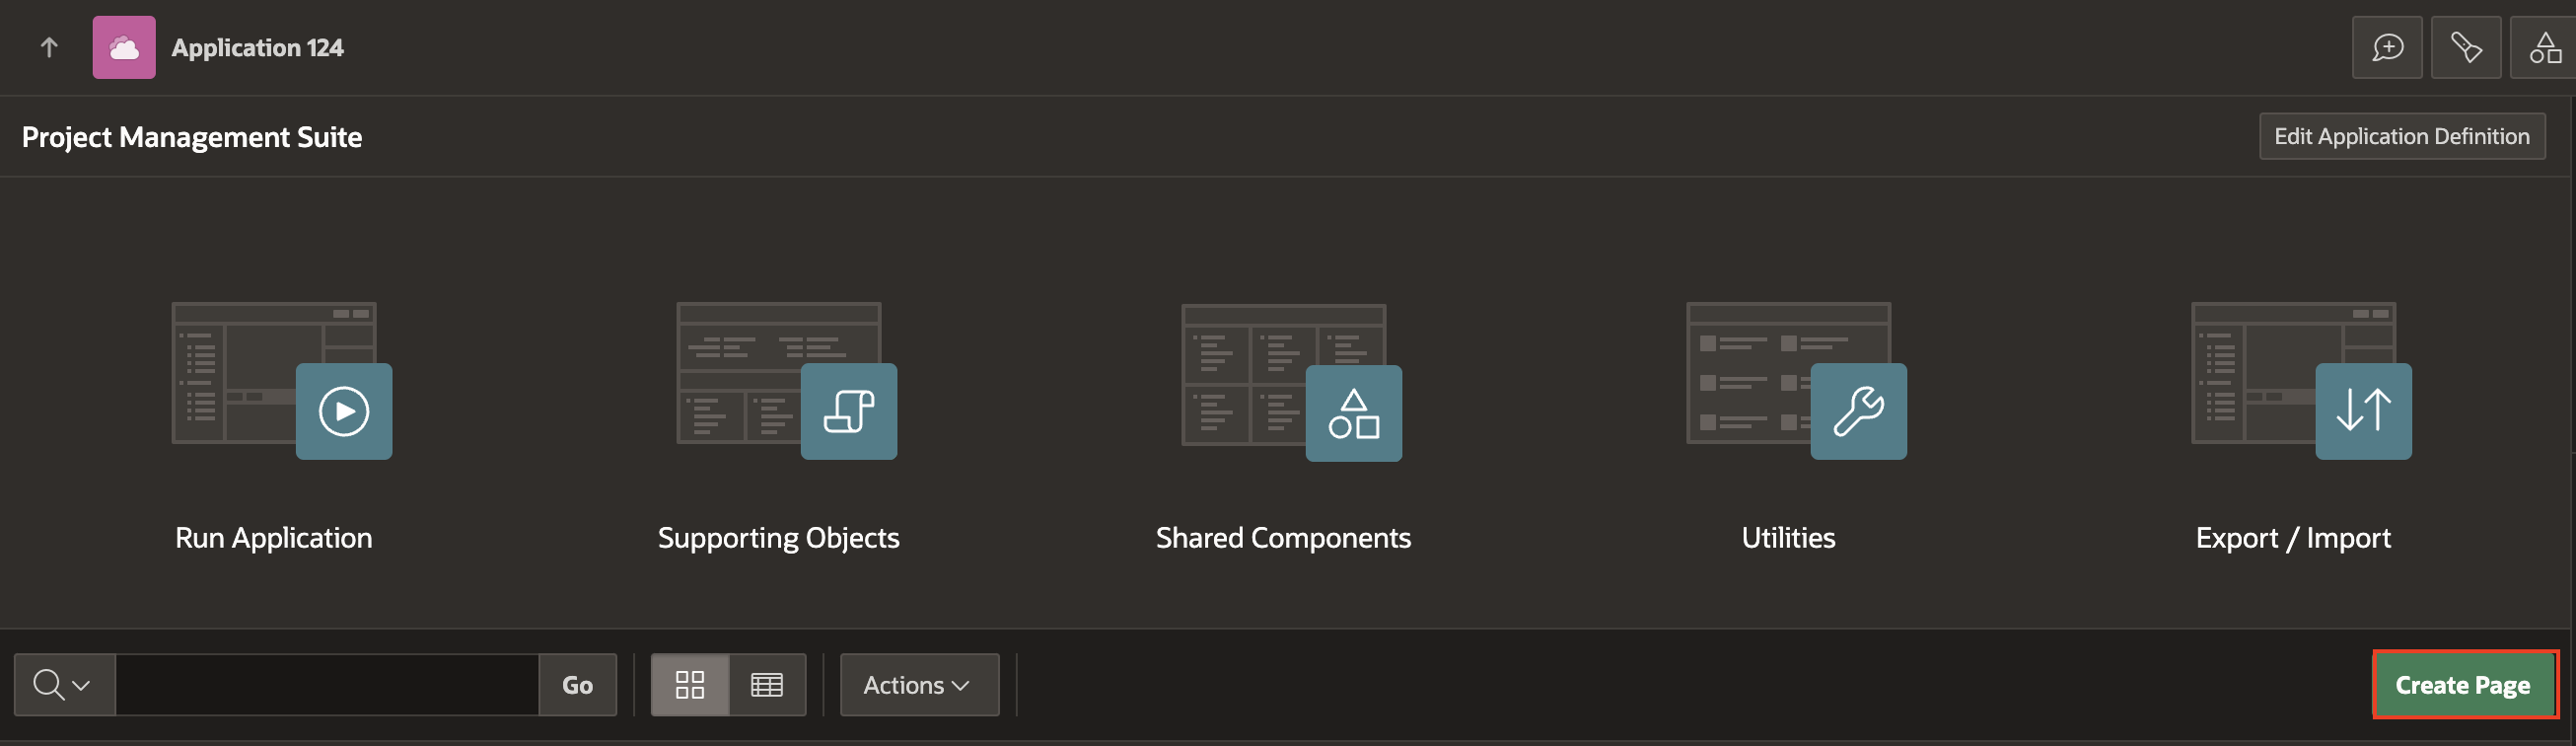 Application 124
Project Management Suite
Edit Application Definition
Run Application
Supporting Objects
Shared Components
Utilities
Export / Import
Go
Actions
Create Page